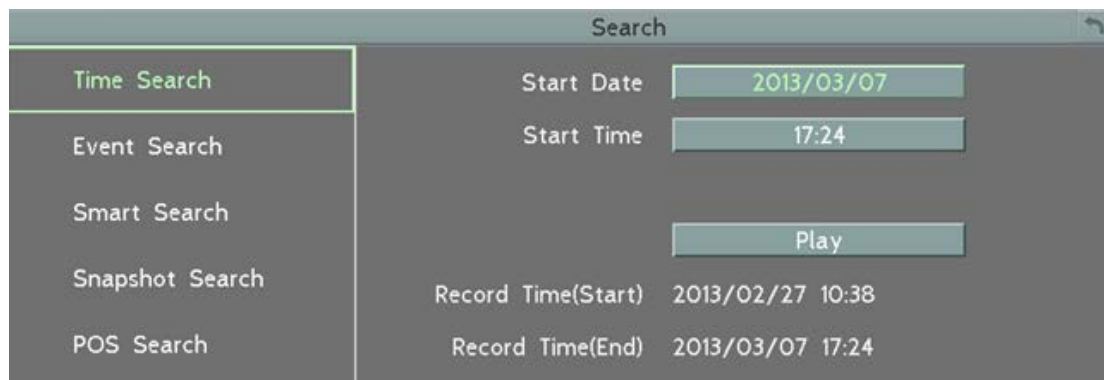 Search
Time Search
Event Search
Smart Search
Snapshot Search
POS Search
Start Date 2013/03/07
Start Time 17:24
Play
Record Time(Start) 2013/02/27 10:38
Record Time(End) 2013/03/07 17:24